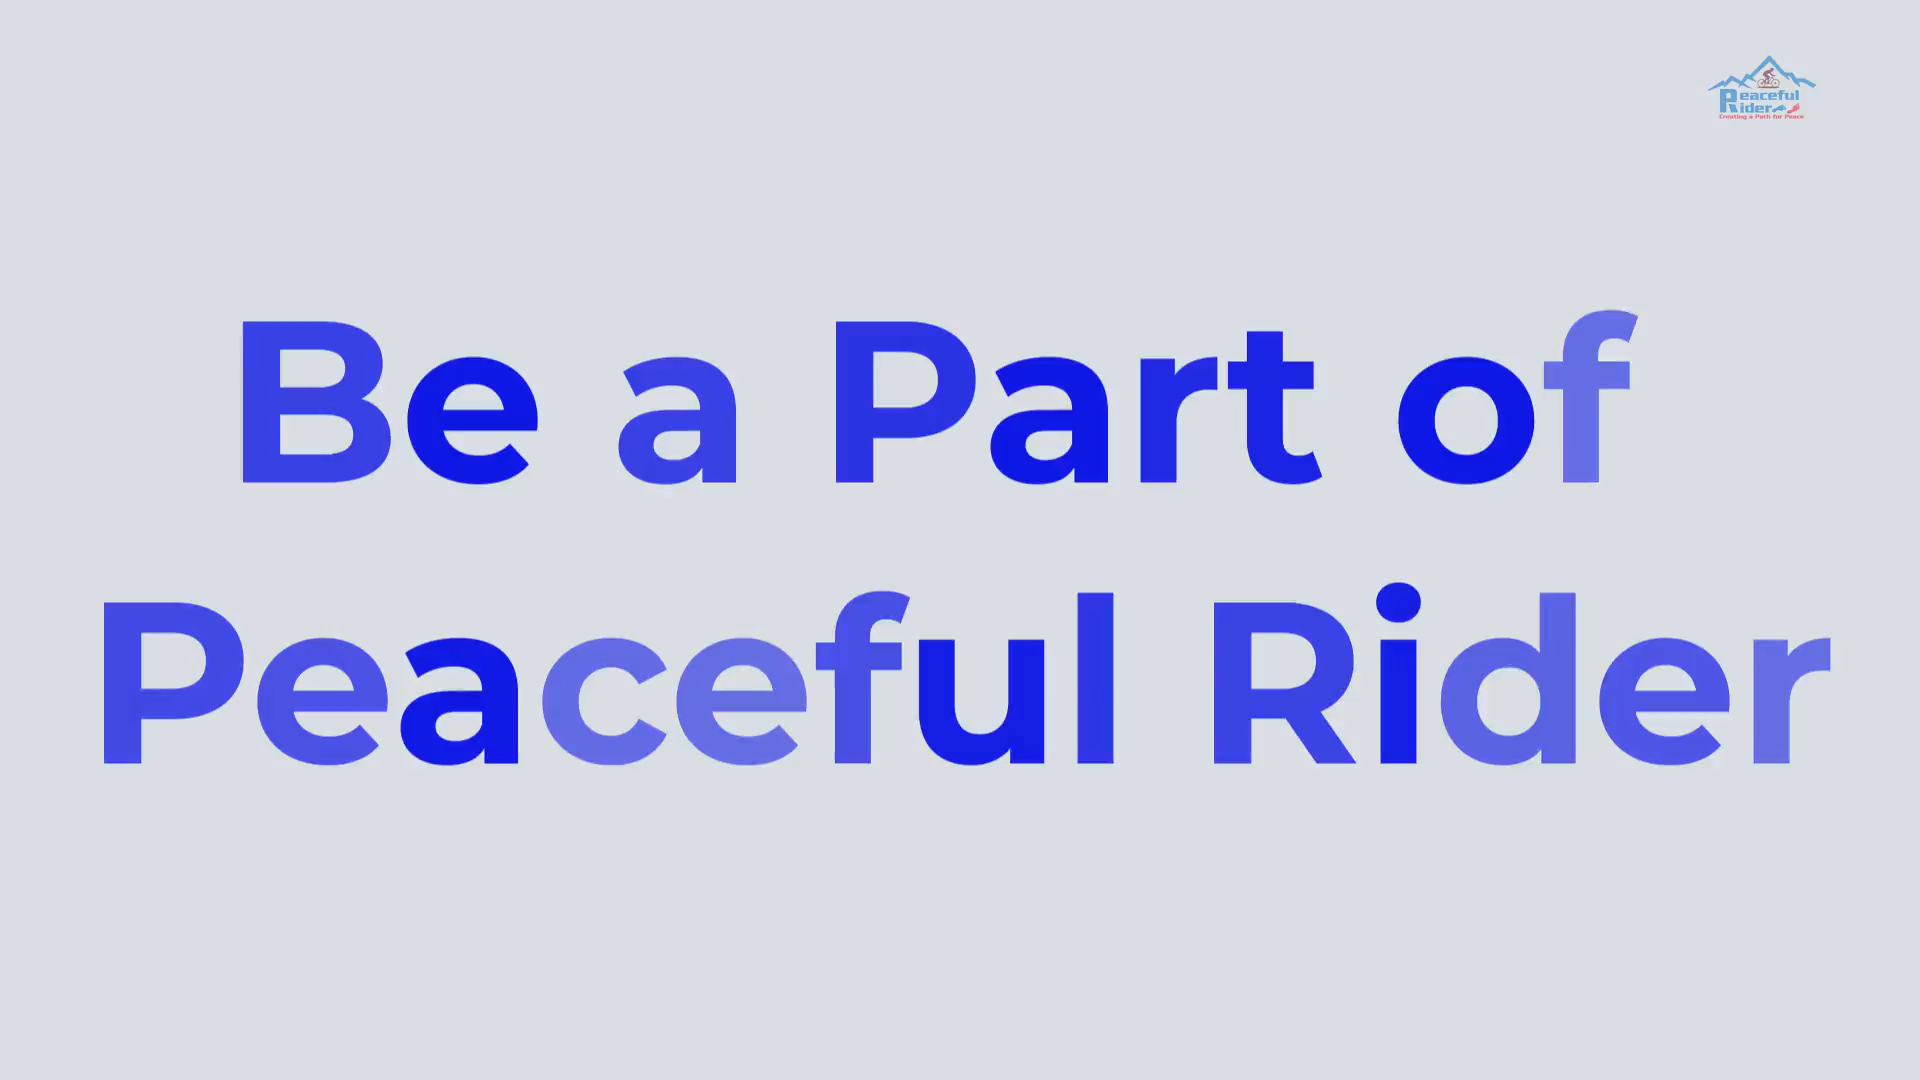 Peaceful
Rider
Creating a Path for Peace
Be a Part of
Peaceful Rider